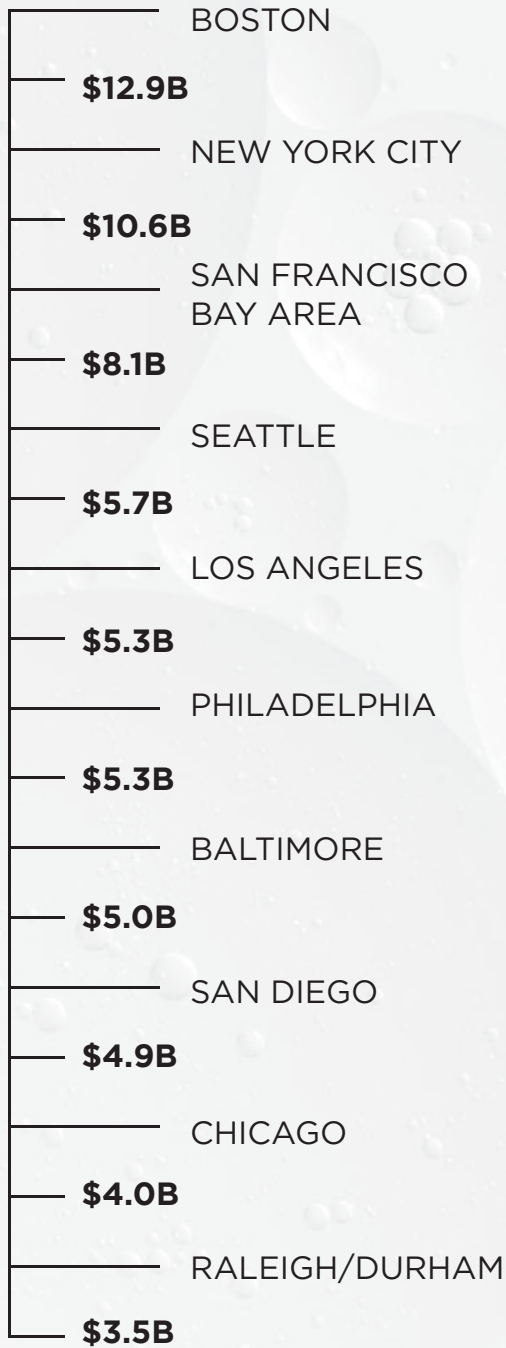 BOSTON
$12.9B
NEW YORK CITY
$10.6B
SAN FRANCISCO
BAY AREA
$8.1B
SEATTLE
$5.7B
LOS ANGELES
$5.3B
PHILADELPHIA
$5.3B
BALTIMORE
$5.0B
SAN DIEGO
$4.9B
CHICAGO
$4.0B
RALEIGH/DURHAM
$3.5B